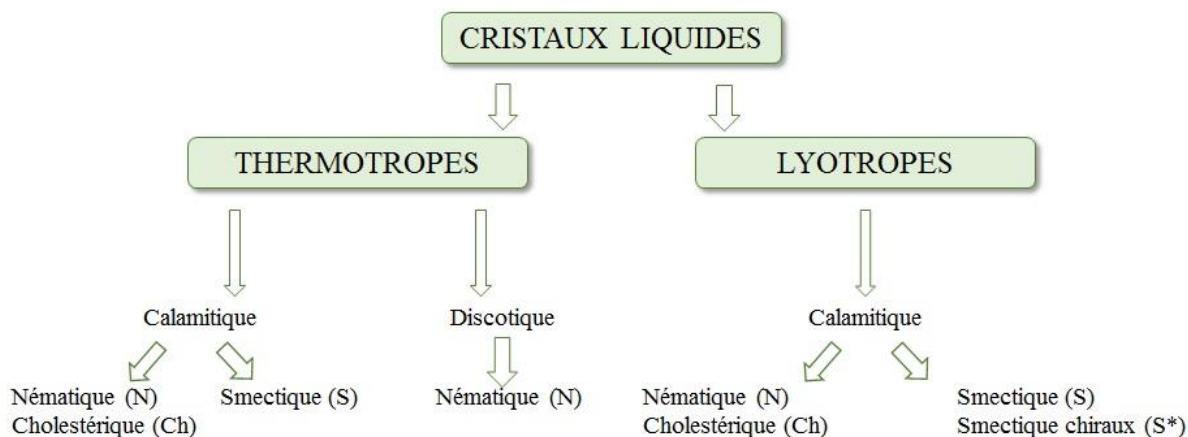 CRISTAUX LIQUIDES
THERMOTROPES
LYOTROPES
Calamitique
Discotique
Calamitique
Nématique (N)
Cholestérique (Ch)
Smectique (S)
Nématique (N)
Nématique (N)
Cholestérique (Ch)
Smectique (S)
Smectique chiraux (S*)